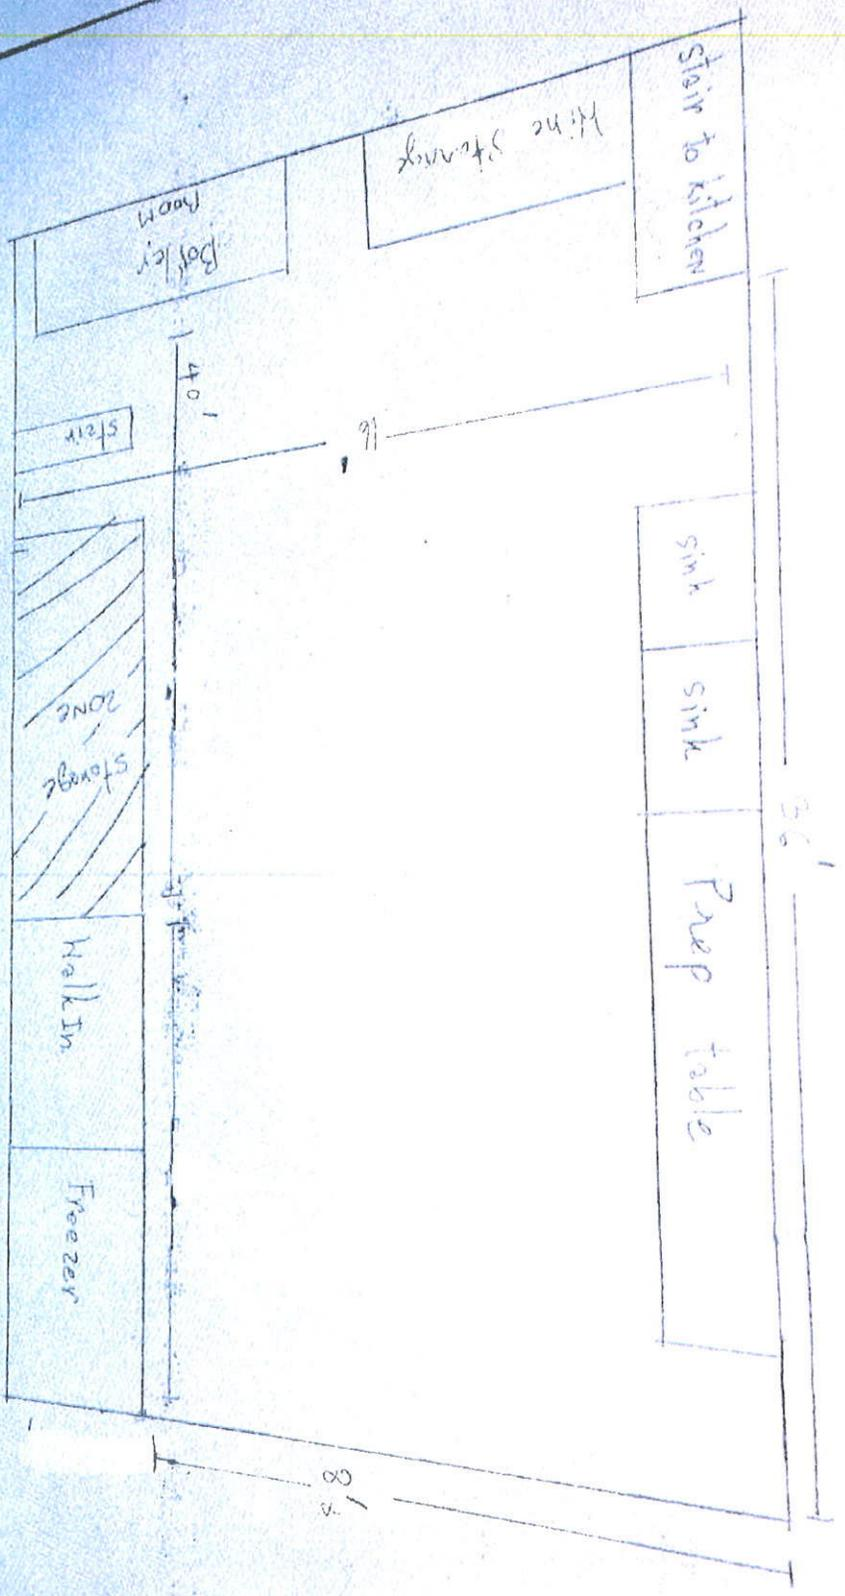 Stair to kitchen
Wine Storage
Boiler
Room
40'
16'
stair
sink
sink
36'
Prep table
Storage
ZONE
Walk In
Freezer
8'